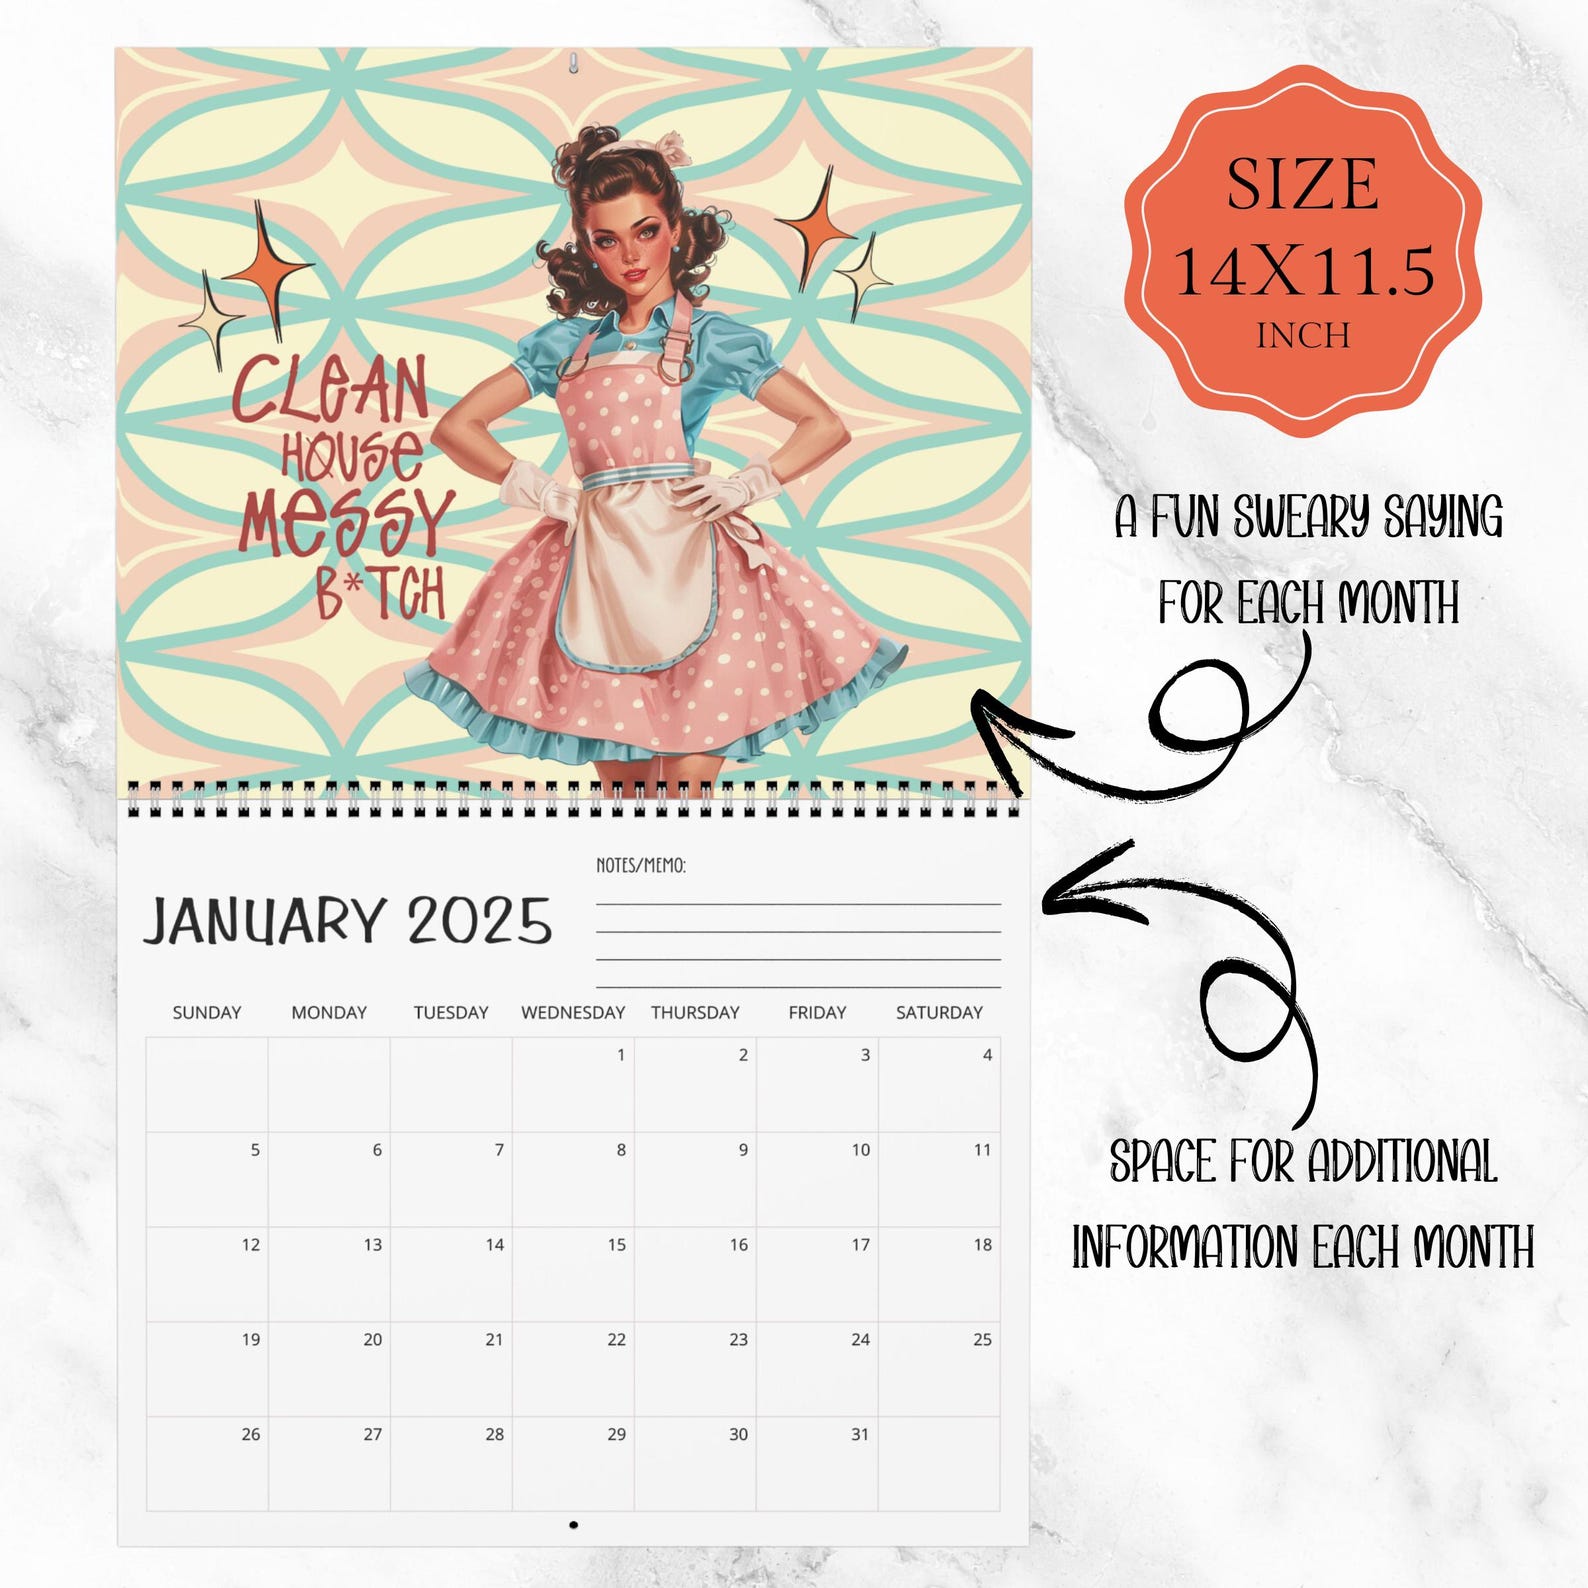 CLEAN
HOUSE
MESSY
B*TCH
SIZE
14X11.5
INCH
A FUN SWEARY SAYING
FOR EACH MONTH
NOTES/MEMO:
JANUARY 2025
SUNDAY MONDAY TUESDAY WEDNESDAY THURSDAY FRIDAY SATURDAY
1 2 3 4
5 6 7 8 9 10 11
12 13 14 15 16 17 18
19 20 21 22 23 24 25
26 27 28 29 30 31
SPACE FOR ADDITIONAL
INFORMATION EACH MONTH